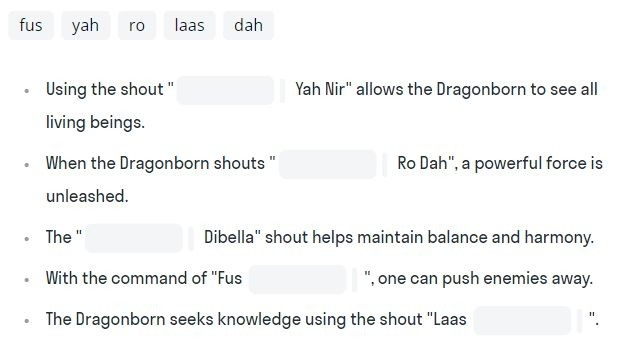 fus yah ro laas dah
Using the shout " Yah Nir" allows the Dragonborn to see all
living beings.
When the Dragonborn shouts " Ro Dah", a powerful force is
unleashed.
The " Dibella" shout helps maintain balance and harmony.
With the command of "Fus ", one can push enemies away.
The Dragonborn seeks knowledge using the shout "Laas ".